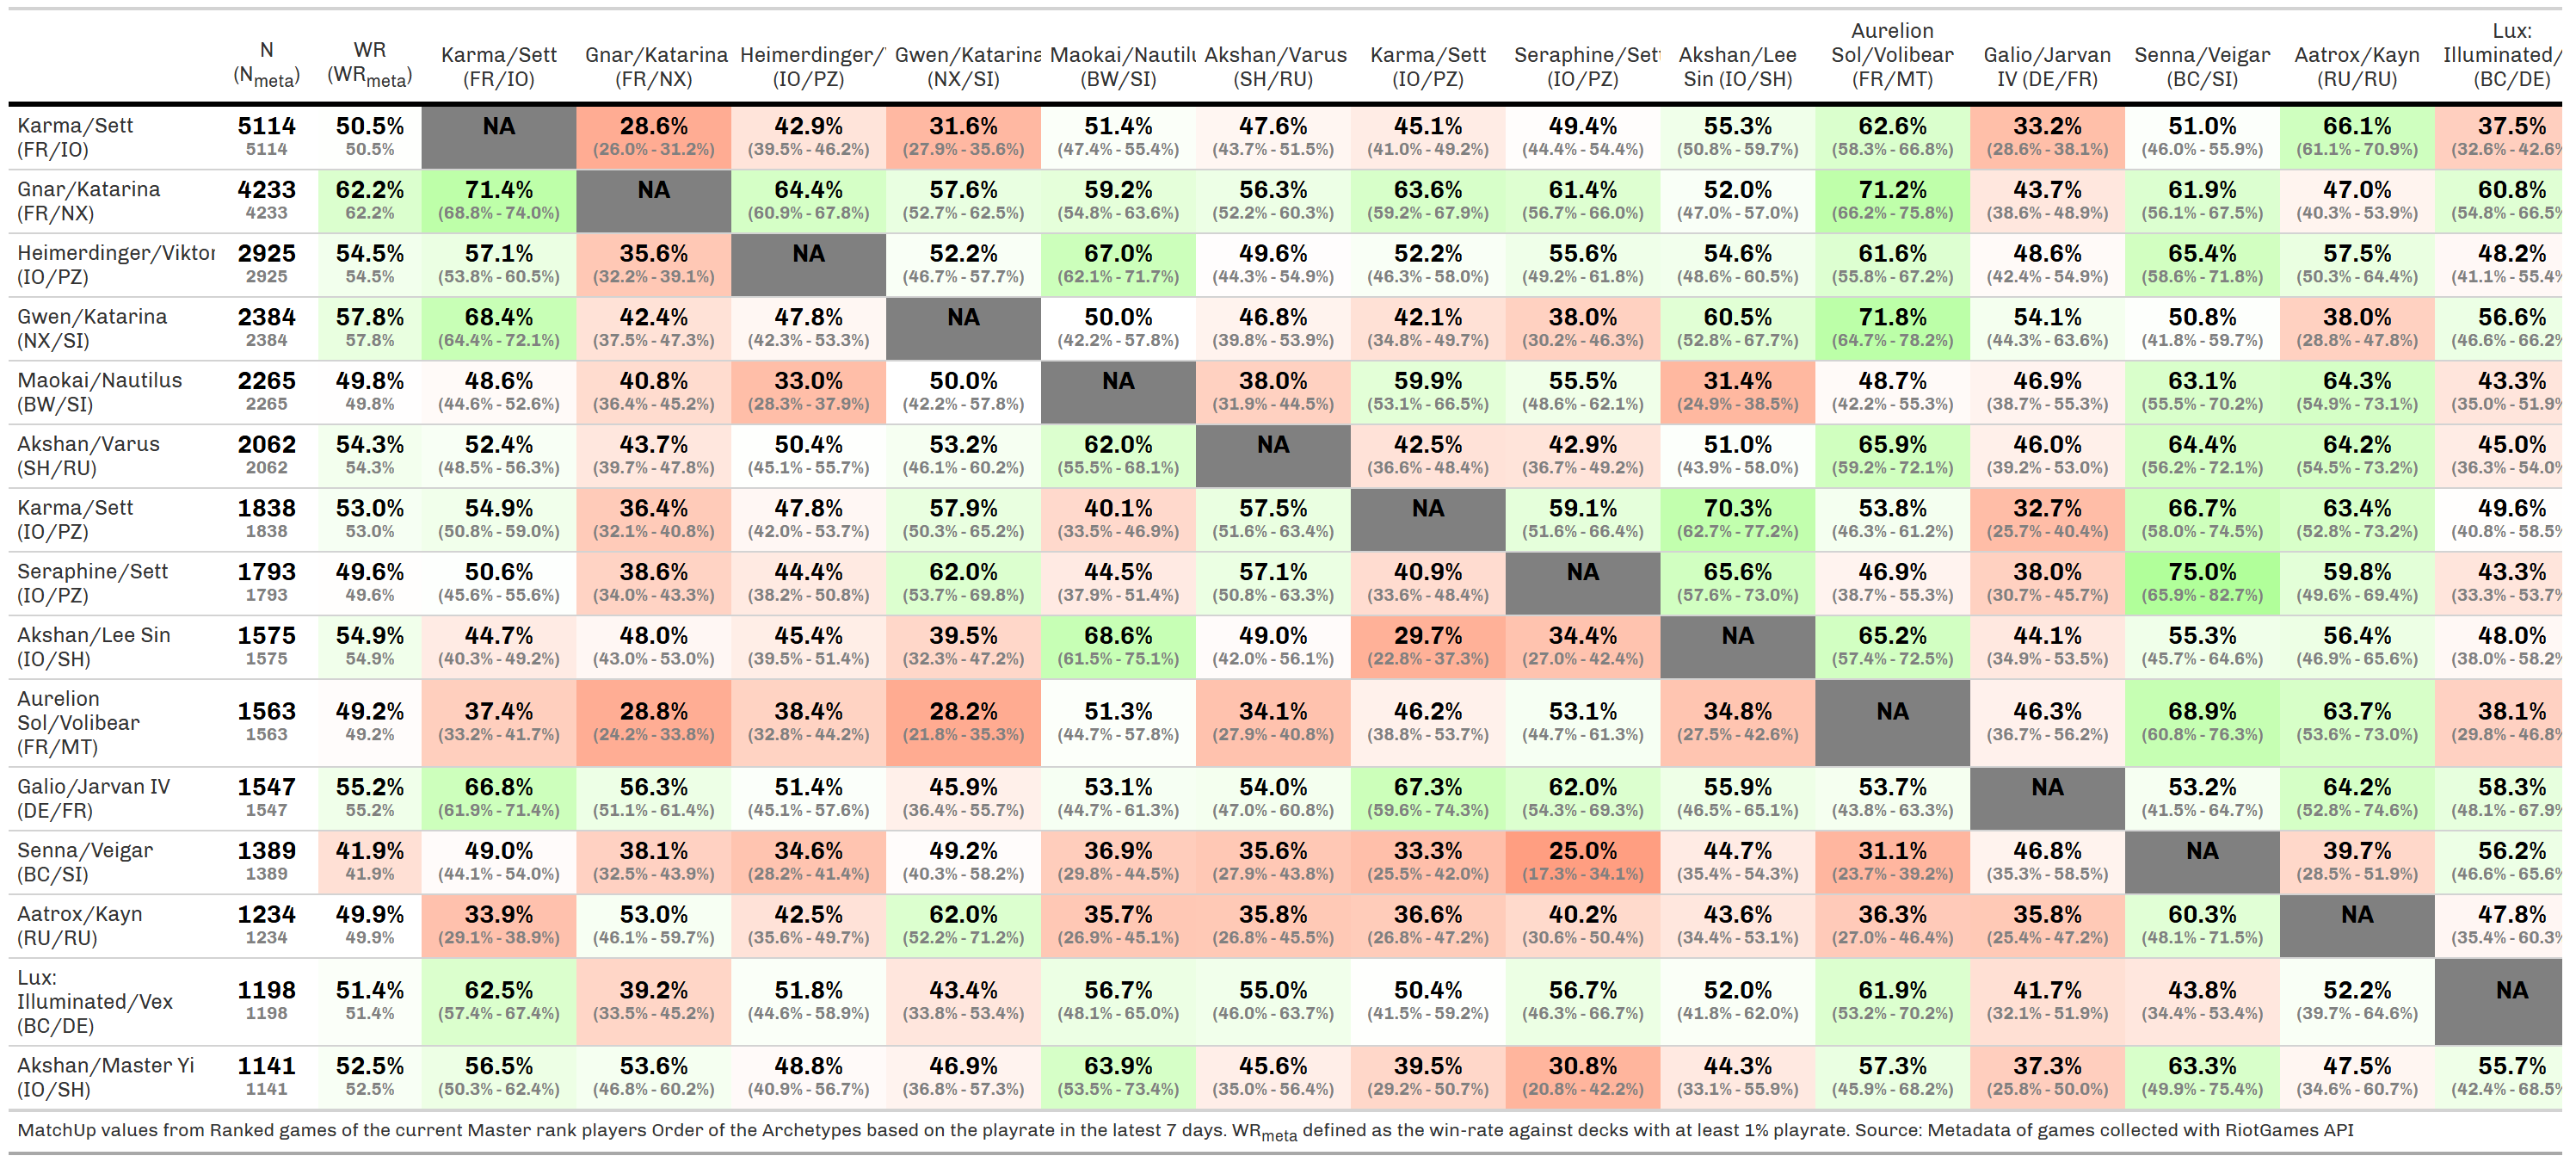 N (Nmeta) WR (WRmeta) Karma/Sett (FR/IO) Gnar/Katarina (FR/NX) Heimerdinger/ (IO/PZ) Gwen/Katarina (NX/SI) Maokai/Nautilu (BW/SI) Akshan/Varus (SH/RU) Karma/Sett (IO/PZ) Seraphine/Sett (IO/PZ) Akshan/Lee Sin (IO/SH) Aurelion Sol/Volibear (FR/MT) Galio/Jarvan IV (DE/FR) Senna/Veigar (BC/SI) Aatrox/Kayn (RU/RU) Lux: Illuminated/ (BC/DE)
Karma/Sett 5114 50.5% NA 28.6% 42.9% 31.6% 51.4% 47.6% 45.1% 49.4% 55.3% 62.6% 33.2% 51.0% 66.1% 37.5%
(FR/IO) 5114 50.5% (26.0% - 31.2%) (39.5% - 46.2%) (27.9% - 35.6%) (47.4% - 55.4%) (43.7% - 51.5%) (41.0% - 49.2%) (44.4% - 54.4%) (50.8% - 59.7%) (58.3% - 66.8%) (28.6% - 38.1%) (46.0% - 55.9%) (61.1% - 70.9%) (32.6% - 42.6%
Gnar/Katarina 4233 62.2% 71.4% NA 64.4% 57.6% 59.2% 56.3% 63.6% 61.4% 52.0% 71.2% 43.7% 61.9% 47.0% 60.8%
(FR/NX) 4233 62.2% (68.8% - 74.0%) (60.9% - 67.8%) (52.7% - 62.5%) (54.8% - 63.6%) (52.2% - 60.3%) (59.2% - 67.9%) (56.7% - 66.0%) (47.0% - 57.0%) (66.2% - 75.8%) (38.6% - 48.9%) (56.1% - 67.5%) (40.3% - 53.9%) (54.8% - 66.5%
Heimerdinger/Viktor 2925 54.5% 57.1% 35.6% NA 52.2% 67.0% 49.6% 52.2% 55.6% 54.6% 61.6% 48.6% 65.4% 57.5% 48.2%
(IO/PZ) 2925 54.5% (53.8% - 60.5%) (32.2% - 39.1%) (46.7% - 57.7%) (62.1% - 71.7%) (44.3% - 54.9%) (46.3% - 58.0%) (49.2% - 61.8%) (48.6% - 60.5%) (55.8% - 67.2%) (42.4% - 54.9%) (58.6% - 71.8%) (50.3% - 64.4%) (41.1% - 55.4%
Gwen/Katarina 2384 57.8% 68.4% 42.4% 47.8% NA 50.0% 46.8% 42.1% 38.0% 60.5% 71.8% 54.1% 50.8% 38.0% 56.6%
(NX/SI) 2384 57.8% (64.4% - 72.1%) (37.5% - 47.3%) (42.3% - 53.3%) (42.2% - 57.8%) (39.8% - 53.9%) (34.8% - 49.7%) (30.2% - 46.3%) (52.8% - 67.7%) (64.7% - 78.2%) (44.3% - 63.6%) (41.8% - 59.7%) (28.8% - 47.8%) (46.6% - 66.2%
Maokai/Nautilus 2265 49.8% 48.6% 40.8% 33.0% 50.0% NA 38.0% 59.9% 55.5% 31.4% 48.7% 46.9% 63.1% 64.3% 43.3%
(BW/SI) 2265 49.8% (44.6% - 52.6%) (36.4% - 45.2%) (28.3% - 37.9%) (42.2% - 57.8%) (31.9% - 44.5%) (53.1% - 66.5%) (48.6% - 62.1%) (24.9% - 38.5%) (42.2% - 55.3%) (38.7% - 55.3%) (55.5% - 70.2%) (54.9% - 73.1%) (35.0% - 51.9%
Akshan/Varus 2062 54.3% 52.4% 43.7% 50.4% 53.2% 62.0% NA 42.5% 42.9% 51.0% 65.9% 46.0% 64.4% 64.2% 45.0%
(SH/RU) 2062 54.3% (48.5% - 56.3%) (39.7% - 47.8%) (45.1% - 55.7%) (46.1% - 60.2%) (55.5% - 68.1%) (36.6% - 48.4%) (36.7% - 49.2%) (43.9% - 58.0%) (59.2% - 72.1%) (39.2% - 53.0%) (56.2% - 72.1%) (54.5% - 73.2%) (36.3% - 54.0%
Karma/Sett 1838 53.0% 54.9% 36.4% 47.8% 57.9% 40.1% 57.5% NA 59.1% 70.3% 53.8% 32.7% 66.7% 63.4% 49.6%
(IO/PZ) 1838 53.0% (50.8% - 59.0%) (32.1% - 40.8%) (42.0% - 53.7%) (50.3% - 65.2%) (33.5% - 46.9%) (51.6% - 63.4%) (51.6% - 66.4%) (62.7% - 77.2%) (46.3% - 61.2%) (25.7% - 40.4%) (58.0% - 74.5%) (52.8% - 73.2%) (40.8% - 58.5%
Seraphine/Sett 1793 49.6% 50.6% 38.6% 44.4% 62.0% 44.5% 57.1% 40.9% NA 65.6% 46.9% 38.0% 75.0% 59.8% 43.3%
(IO/PZ) 1793 49.6% (45.6% - 55.6%) (34.0% - 43.3%) (38.2% - 50.8%) (53.7% - 69.8%) (37.9% - 51.4%) (50.8% - 63.3%) (33.6% - 48.4%) (57.6% - 73.0%) (38.7% - 55.3%) (30.7% - 45.7%) (65.9% - 82.7%) (49.6% - 69.4%) (33.3% - 53.7%
Akshan/Lee Sin 1575 54.9% 44.7% 48.0% 45.4% 39.5% 68.6% 49.0% 29.7% 34.4% NA 65.2% 44.1% 55.3% 56.4% 48.0%
(IO/SH) 1575 54.9% (40.3% - 49.2%) (43.0% - 53.0%) (39.5% - 51.4%) (32.3% - 47.2%) (61.5% - 75.1%) (42.0% - 56.1%) (22.8% - 37.3%) (27.0% - 42.4%) (57.4% - 72.5%) (34.9% - 53.5%) (45.7% - 64.6%) (46.9% - 65.6%) (38.0% - 58.2%
Aurelion
Sol/Volibear 1563 49.2% 37.4% 28.8% 38.4% 28.2% 51.3% 34.1% 46.2% 53.1% 34.8% NA 46.3% 68.9% 63.7% 38.1%
(FR/MT) 1563 49.2% (33.2% - 41.7%) (24.2% - 33.8%) (32.8% - 44.2%) (21.8% - 35.3%) (44.7% - 57.8%) (27.9% - 40.8%) (38.8% - 53.7%) (44.7% - 61.3%) (27.5% - 42.6%) (36.7% - 56.2%) (60.8% - 76.3%) (53.6% - 73.0%) (29.8% - 46.8%
Galio/Jarvan IV 1547 55.2% 66.8% 56.3% 51.4% 45.9% 53.1% 54.0% 67.3% 62.0% 55.9% 53.7% NA 53.2% 64.2% 58.3%
(DE/FR) 1547 55.2% (61.9% - 71.4%) (51.1% - 61.4%) (45.1% - 57.6%) (36.4% - 55.7%) (44.7% - 61.3%) (47.0% - 60.8%) (59.6% - 74.3%) (54.3% - 69.3%) (46.5% - 65.1%) (43.8% - 63.3%) (41.5% - 64.7%) (52.8% - 74.6%) (48.1% - 67.9%
Senna/Veigar 1389 41.9% 49.0% 38.1% 34.6% 49.2% 36.9% 35.6% 33.3% 25.0% 44.7% 31.1% 46.8% NA 39.7% 56.2%
(BC/SI) 1389 41.9% (44.1% - 54.0%) (32.5% - 43.9%) (28.2% - 41.4%) (40.3% - 58.2%) (29.8% - 44.5%) (27.9% - 43.8%) (25.5% - 42.0%) (17.3% - 34.1%) (35.4% - 54.3%) (23.7% - 39.2%) (35.3% - 58.5%) (28.5% - 51.9%) (46.6% - 65.6%
Aatrox/Kayn 1234 49.9% 33.9% 53.0% 42.5% 62.0% 35.7% 35.8% 36.6% 40.2% 43.6% 36.3% 35.8% 60.3% NA 47.8%
(RU/RU) 1234 49.9% (29.1% - 38.9%) (46.1% - 59.7%) (35.6% - 49.7%) (52.2% - 71.2%) (26.9% - 45.1%) (26.8% - 45.5%) (26.8% - 47.2%) (30.6% - 50.4%) (34.4% - 53.1%) (27.0% - 46.4%) (25.4% - 47.2%) (48.1% - 71.5%) (35.4% - 60.3%
Lux:
Illuminated/Vex 1198 51.4% 62.5% 39.2% 51.8% 43.4% 56.7% 55.0% 50.4% 56.7% 52.0% 61.9% 41.7% 43.8% 52.2% NA
(BC/DE) 1198 51.4% (57.4% - 67.4%) (33.5% - 45.2%) (44.6% - 58.9%) (33.8% - 53.4%) (48.1% - 65.0%) (46.0% - 63.7%) (41.5% - 59.2%) (46.3% - 66.7%) (41.8% - 62.0%) (53.2% - 70.2%) (32.1% - 51.9%) (34.4% - 53.4%) (39.7% - 64.6%)
Akshan/Master Yi 1141 52.5% 56.5% 53.6% 48.8% 46.9% 63.9% 45.6% 39.5% 30.8% 44.3% 57.3% 37.3% 63.3% 47.5% 55.7%
(IO/SH) 1141 52.5% (50.3% - 62.4%) (46.8% - 60.2%) (40.9% - 56.7%) (36.8% - 57.3%) (53.5% - 73.4%) (35.0% - 56.4%) (29.2% - 50.7%) (20.8% - 42.2%) (33.1% - 55.9%) (45.9% - 68.2%) (25.8% - 50.0%) (49.9% - 75.4%) (34.6% - 60.7%) (42.4% - 68.5%
MatchUp values from Ranked games of the current Master rank players Order of the Archetypes based on the playrate in the latest 7 days. WRmeta defined as the win-rate against decks with at least 1% playrate. Source: Metadata of games collected with RiotGames API